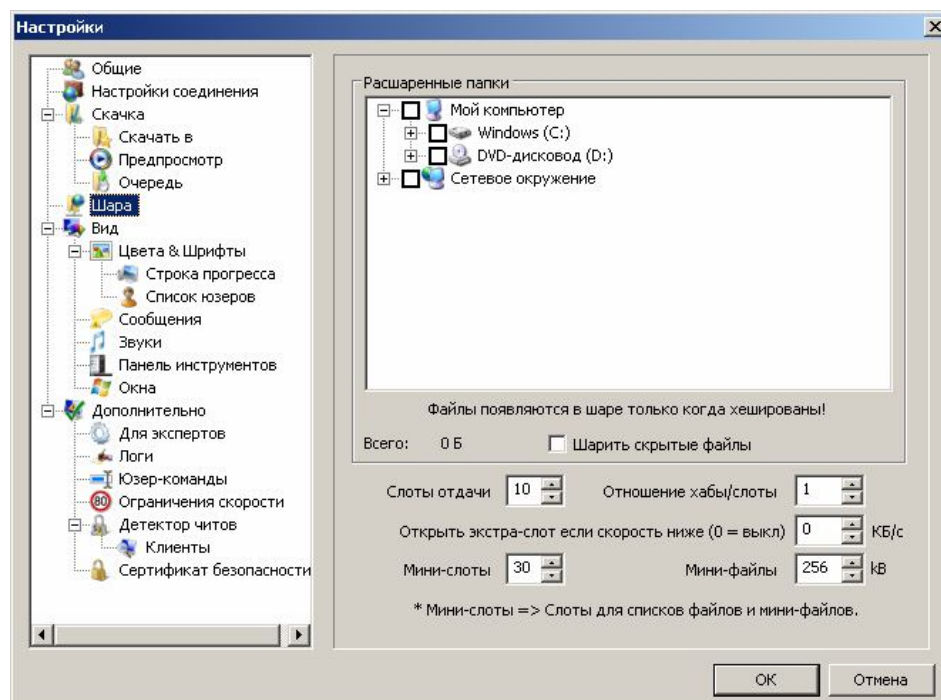 Настройки
Общие
Настройки соединения
Скачка
Скачать в
Предпросмотр
Очередь
Шара
Вид
Цвета & Шрифты
Строка прогресса
Список юзеров
Сообщения
Звуки
Панель инструментов
Окна
Дополнительно
Для экспертов
Логи
Юзер-команды
80 Ограничения скорости
Детектор читов
Клиенты
Сертификат безопасности
Расшаренные папки
Мой компьютер
Windows (C:)
DVD-дисковод (D:)
Сетевое окружение
Файлы появляются в шаре только когда хешированы!
Всего: 0 Б Шарить скрытые файлы
Слоты отдачи 10 Отношение хабы/слоты 1
Открыть экстра-слот если скорость ниже (0 = выкл) 0 КБ/с
Мини-слоты 30 Мини-файлы 256 kB
* Мини-слоты => Слоты для списков файлов и мини-файлов.
OK Отмена